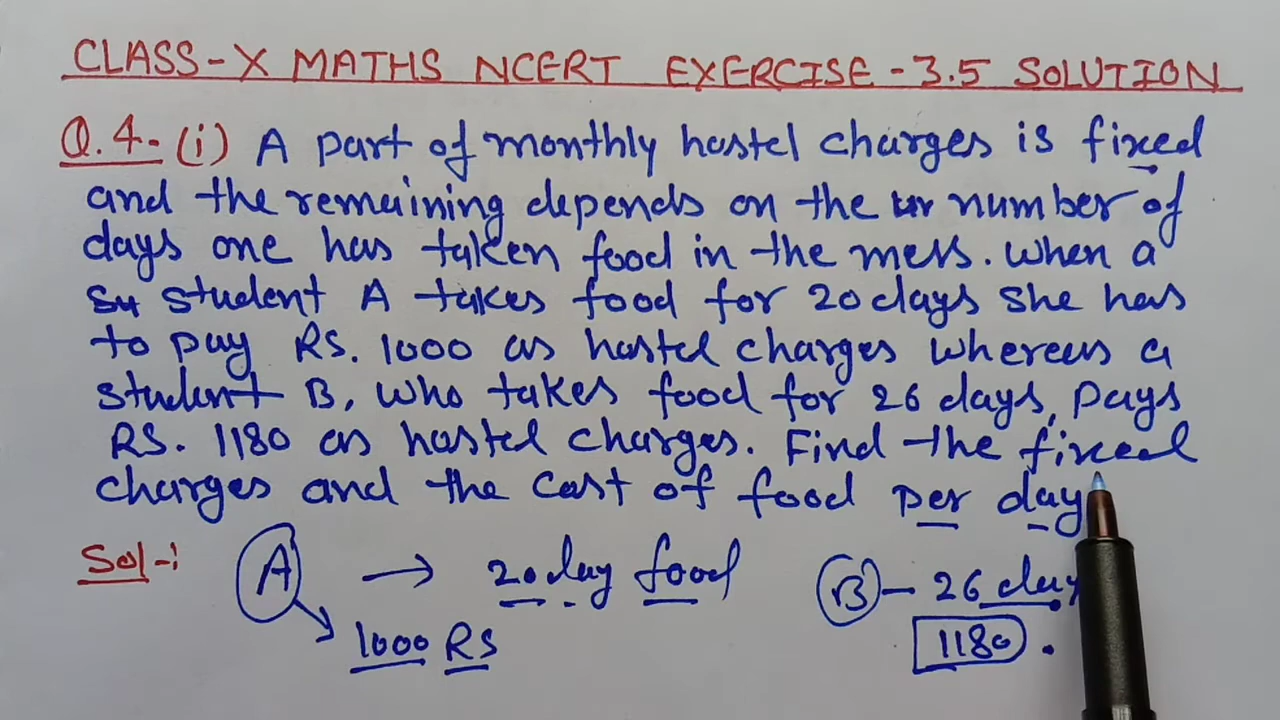 CLASS-X MATHS NCERT EXERCISE-3.5 SOLUTION
Q.4-(i) A part of monthly hostel charges is fixed
and the remaining depends on the number of
days one has taken food in the mess. When a
student A takes food for 20 days she has
to pay RS. 1000 as hostel charges whereas a
student B, who takes food for 26 days, Pays
RS. 1180 as hostel charges. Find the fixed
charges and the cost of food per day
Sol-: A → 20 day food B - 26 day
1000 RS 1180.